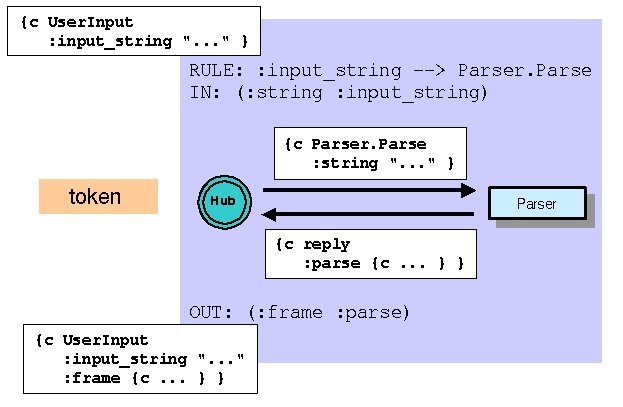 {c UserInput
:input_string "..." }
RULE: :input_string --> Parser.Parse
IN: (:string :input_string)
{c Parser.Parse
:string "..." }
token
Hub
Parser
{c reply
:parse {c ... } }
OUT: (:frame :parse)
{c UserInput
:input_string "..."
:frame {c ... } }